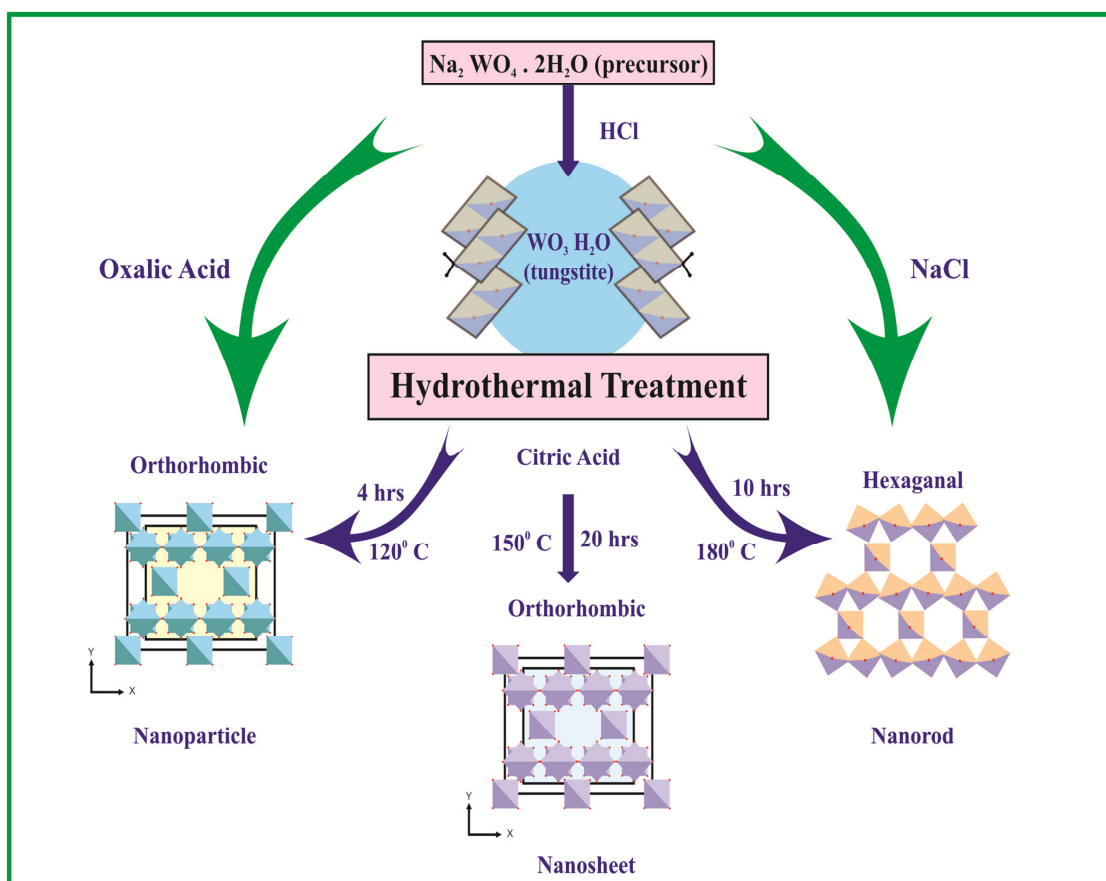 Na₂ WO₄ . 2H₂O (precursor)
HCl
WO₃ H₂O
(tungstite)
Oxalic Acid
NaCl
Hydrothermal Treatment
Orthorhombic
4 hrs
120⁰ C
Citric Acid
150⁰ C
20 hrs
10 hrs
180⁰ C
Hexaganal
Orthorhombic
Y
X
Nanoparticle
Nanorod
Y
X
Nanosheet